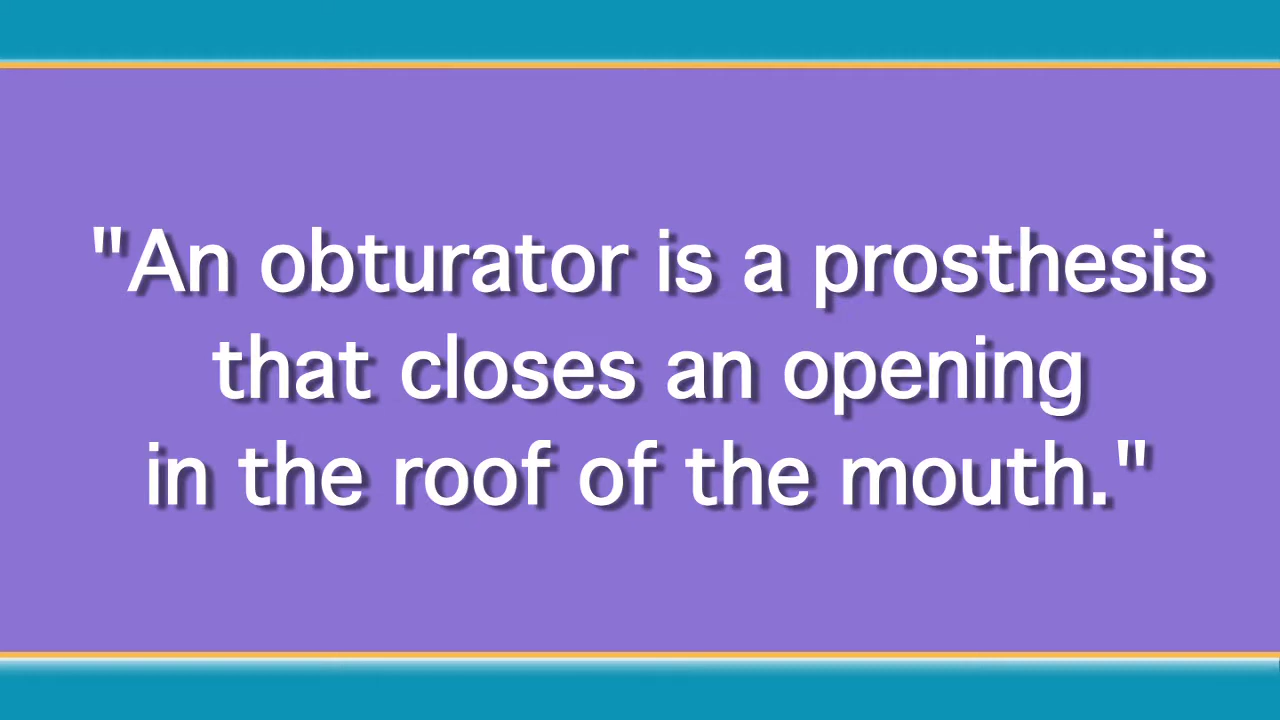 "An obturator is a prosthesis
that closes an opening
in the roof of the mouth."